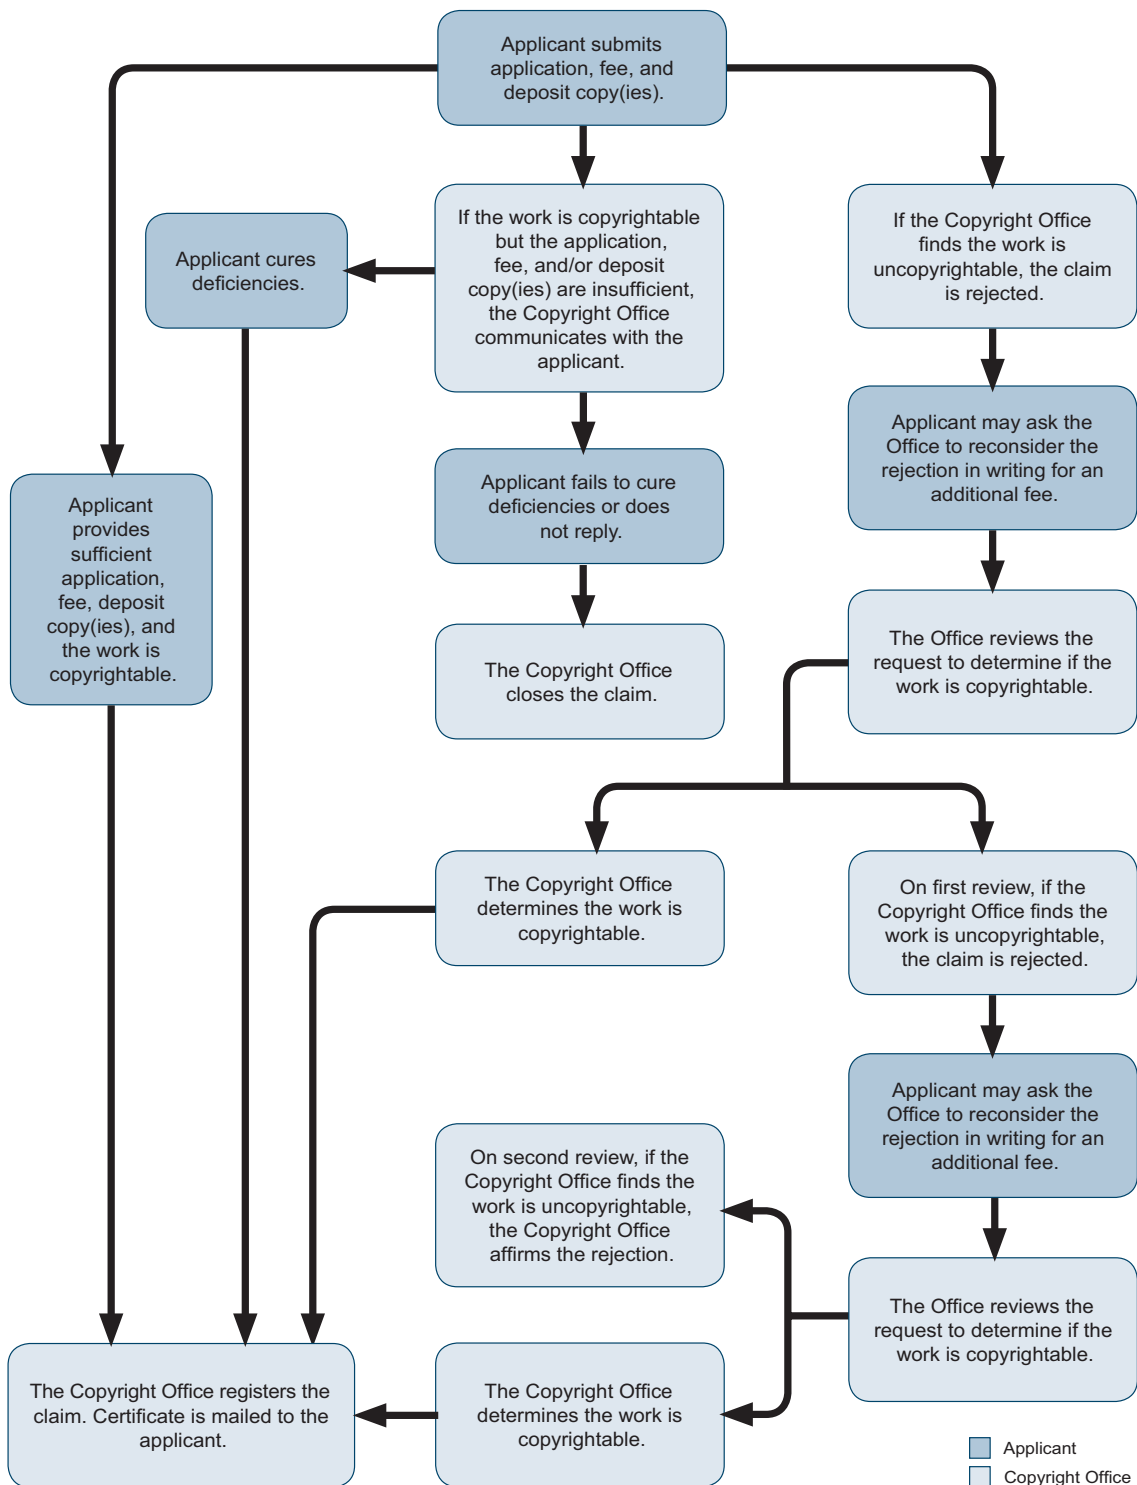 Applicant submits
application, fee, and
deposit copy(ies).
If the work is copyrightable
but the application,
fee, and/or deposit
copy(ies) are insufficient,
the Copyright Office
communicates with the
applicant.
If the Copyright Office
finds the work is
uncopyrightable, the claim
is rejected.
Applicant cures
deficiencies.
Applicant may ask the
Office to reconsider the
rejection in writing for an
additional fee.
Applicant fails to cure
deficiencies or does
not reply.
Applicant
provides
sufficient
application,
fee, deposit
copy(ies), and
the work is
copyrightable.
The Office reviews the
request to determine if the
work is copyrightable.
The Copyright Office
closes the claim.
The Copyright Office
determines the work is
copyrightable.
On first review, if the
Copyright Office finds the
work is uncopyrightable,
the claim is rejected.
Applicant may ask the
Office to reconsider the
rejection in writing for an
additional fee.
On second review, if the
Copyright Office finds the
work is uncopyrightable,
the Copyright Office
affirms the rejection.
The Office reviews the
request to determine if the
work is copyrightable.
The Copyright Office registers the
claim. Certificate is mailed to the
applicant.
The Copyright Office
determines the work is
copyrightable.
Applicant
Copyright Office